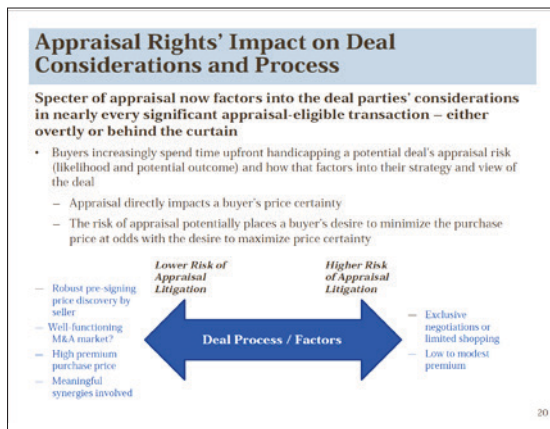 Appraisal Rights' Impact on Deal
Considerations and Process
Specter of appraisal now factors into the deal parties' considerations
in nearly every significant appraisal-eligible transaction – either
overtly or behind the curtain
• Buyers increasingly spend time upfront handicapping a potential deal's appraisal risk
(likelihood and potential outcome) and how that factors into their strategy and view of
the deal
– Appraisal directly impacts a buyer's price certainty
– The risk of appraisal potentially places a buyer's desire to minimize the purchase
price at odds with the desire to maximize price certainty
Lower Risk of
Appraisal
Litigation
Higher Risk
of Appraisal
Litigation
– Robust pre-signing
price discovery by
seller
– Well-functioning
M&A market?
– High premium
purchase price
– Meaningful
synergies involved
Deal Process / Factors
– Exclusive
negotiations or
limited shopping
– Low to modest
premium
20